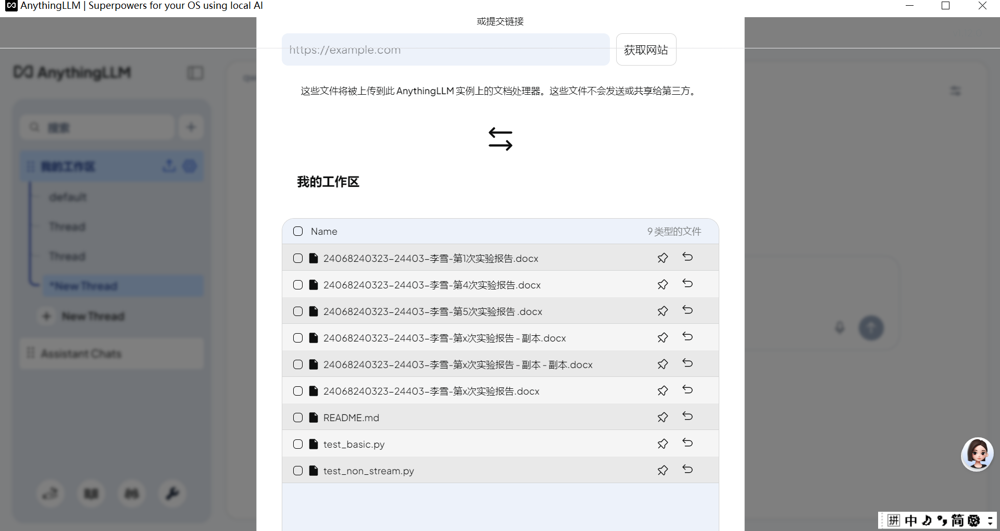 AnythingLLM | Superpowers for your OS using local AI
或提交链接
https://example.com
获取网站
这些文件将被上传到此 AnythingLLM 实例上的文档处理器。这些文件不会发送或共享给第三方。
AnythingLLM
搜索
我的工作区
default
Thread
Thread
*New Thread
New Thread
Assistant Chats
我的工作区
Name
9 类型的文件
24068240323-24403-李雪-第1次实验报告.docx
24068240323-24403-李雪-第4次实验报告.docx
24068240323-24403-李雪-第5次实验报告 .docx
24068240323-24403-李雪-第x次实验报告 - 副本.docx
24068240323-24403-李雪-第x次实验报告 - 副本 - 副本.docx
24068240323-24403-李雪-第x次实验报告.docx
README.md
test_basic.py
test_non_stream.py
拼 中 简